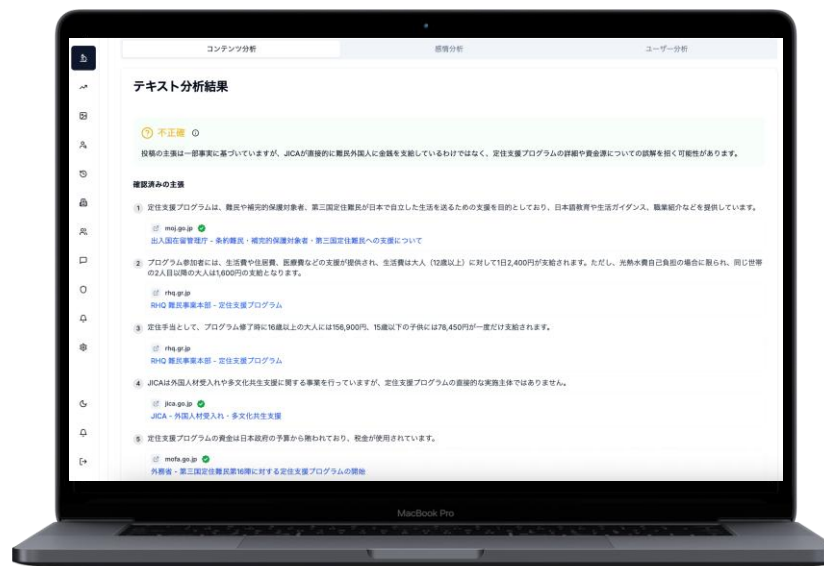 コンテンツ分析
感情分析
ユーザー分析
テキスト分析結果
不正確
投稿の主張は一部事実に基づいていますが、JICAが直接的に難民外国人に金銭を支給しているわけではなく、定住支援プログラムの詳細や資金源についての誤解を招く可能性があります。
確認済みの主張
1 定住支援プログラムは、難民や補完的保護対象者、第三国定住難民が日本で自立した生活を送るための支援を目的としており、日本語教育や生活ガイダンス、職業紹介などを提供しています。
moj.go.jp
出入国在留管理庁 - 条約難民・補完的保護対象者・第三国定住難民への支援について
2 プログラム参加者には、生活費や住居費、医療費などの支援が提供され、生活費は大人（12歳以上）に対して1日2,400円が支給されます。ただし、光熱水費自己負担の場合に限られ、同じ世帯
の2人目以降の大人は1,600円の支給となります。
rhq.gr.jp
RHQ 難民事業本部 - 定住支援プログラム
3 定住手当として、プログラム修了時に16歳以上の大人には156,900円、15歳以下の子供には78,450円が一度だけ支給されます。
rhq.gr.jp
RHQ 難民事業本部 - 定住支援プログラム
4 JICAは外国人材受入れや多文化共生支援に関する事業を行っていますが、定住支援プログラムの直接的な実施主体ではありません。
jica.go.jp
JICA - 外国人材受入れ・多文化共生支援
5 定住支援プログラムの資金は日本政府の予算から賄われており、税金が使用されています。
mofa.go.jp
外務省 - 第三国定住難民第16陣に対する定住支援プログラムの開始
MacBook Pro